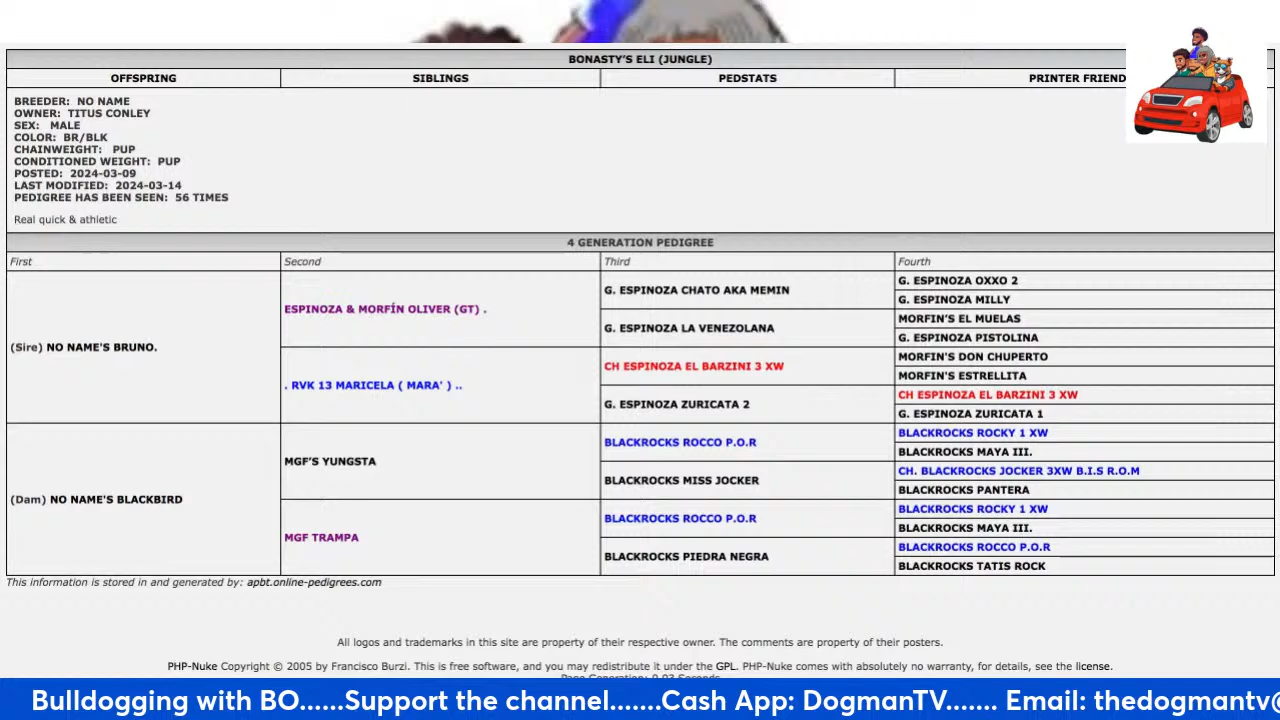 BONASTY'S ELI (JUNGLE)
OFFSPRING SIBLINGS PEDSTATS PRINTER FRIEND
BREEDER: NO NAME
OWNER: TITUS CONLEY
SEX: MALE
COLOR: BR/BLK
CHAINWEIGHT: PUP
CONDITIONED WEIGHT: PUP
POSTED: 2024-03-09
LAST MODIFIED: 2024-03-14
PEDIGREE HAS BEEN SEEN: 56 TIMES
Real quick & athletic
4 GENERATION PEDIGREE
First Second Third Fourth
(Sire) NO NAME'S BRUNO.
ESPINOZA & MORFÍN OLIVER (GT) .
G. ESPINOZA CHATO AKA MEMIN
G. ESPINOZA OXXO 2
G. ESPINOZA MILLY
G. ESPINOZA LA VENEZOLANA
MORFIN'S EL MUELAS
G. ESPINOZA PISTOLINA
. RVK 13 MARICELA ( MARA' ) ..
CH ESPINOZA EL BARZINI 3 XW
MORFIN'S DON CHUPERTO
MORFIN'S ESTRELLITA
G. ESPINOZA ZURICATA 2
CH ESPINOZA EL BARZINI 3 XW
G. ESPINOZA ZURICATA 1
(Dam) NO NAME'S BLACKBIRD
MGF'S YUNGSTA
BLACKROCKS ROCCO P.O.R
BLACKROCKS ROCKY 1 XW
BLACKROCKS MAYA III.
BLACKROCKS MISS JOCKER
CH. BLACKROCKS JOCKER 3XW B.I.S R.O.M
BLACKROCKS PANTERA
MGF TRAMPA
BLACKROCKS ROCCO P.O.R
BLACKROCKS ROCKY 1 XW
BLACKROCKS MAYA III.
BLACKROCKS PIEDRA NEGRA
BLACKROCKS ROCCO P.O.R
BLACKROCKS TATIS ROCK
This information is stored in and generated by: apbt.online-pedigrees.com
All logos and trademarks in this site are property of their respective owner. The comments are property of their posters.
PHP-Nuke Copyright © 2005 by Francisco Burzi. This is free software, and you may redistribute it under the GPL. PHP-Nuke comes with absolutely no warranty, for details, see the license.
Bulldogging with BO......Support the channel.......Cash App: DogmanTV....... Email: thedogmantv@